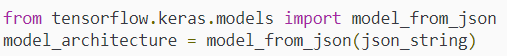 from tensorflow.keras.models import model_from_json
model_architecture = model_from_json(json_string)